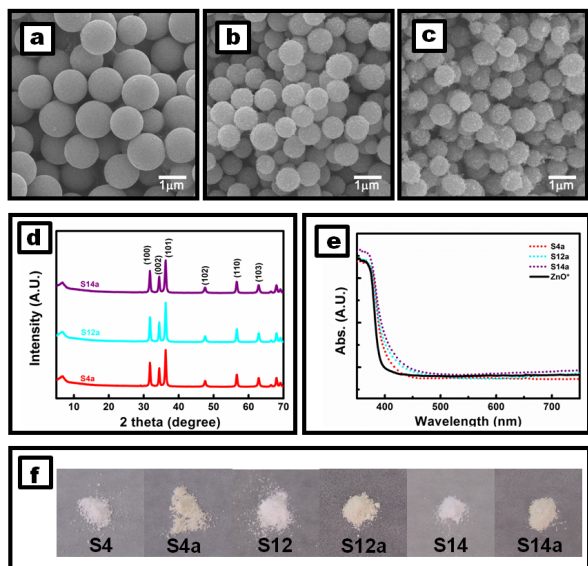 a
b
c
1μm
1μm
1μm
d
Intensity (A.U.)
(100)
(002)
(101)
(102)
(110)
(103)
S14a
S12a
S4a
10 20 30 40 50 60 70
2 theta (degree)
e
Abs. (A.U.)
S4a
S12a
S14a
ZnO*
400 500 600 700
Wavelength (nm)
f
S4 S4a S12 S12a S14 S14a